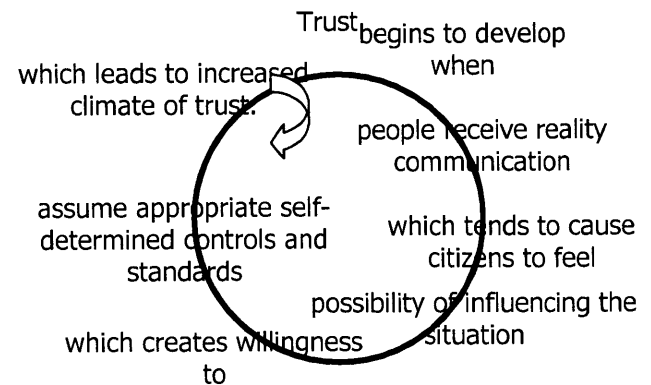 Trust
begins to develop
when
people receive reality
communication
which tends to cause
citizens to feel
possibility of influencing the
situation
which creates willingness
to
assume appropriate self-
determined controls and
standards
which leads to increased
climate of trust.